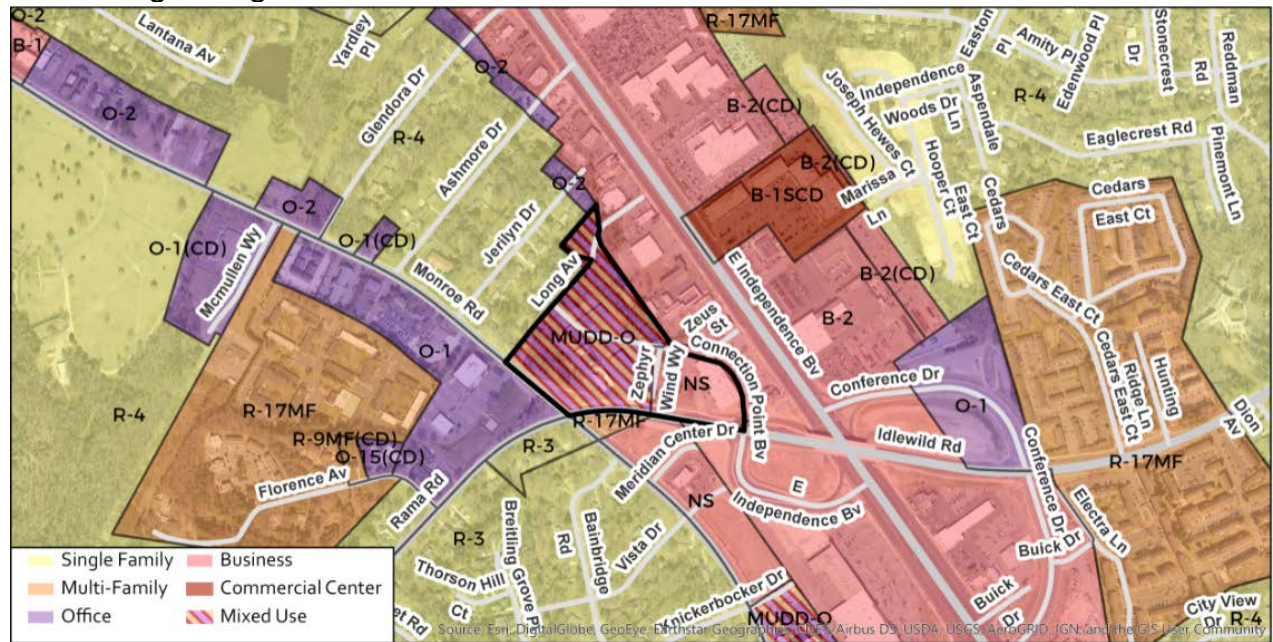 R-17MF
O-2
B-1
Lantana Av
Yardley
Pl
O-2
Glendora Dr
R-4
O-2
Ashmore Dr
O-2
Jerilyn Dr
O-2
O-1(CD)
O-1(CD)
Mcmullen Wy
Monroe Rd
Long Av
B-2(CD)
B-2(CD)
B-1SCD
B-2(CD)
B-2
Joseph Hewes Ct
Independence
Woods Dr
Ln
Hooper Ct
Marissa
Ln
East Ct
Aspendale
Cedars
Easton
Pl
Amity Pl
Edenwood Pl
Stonecrest
Dr
Reddman
Rd
R-4
Eaglecrest Rd
Pinemont Ln
Cedars
East Ct
Cedars East Ct
Cedars East Ct
Ridge Ln
Hunting
Dion
Av
R-17MF
E Independence Bv
Zeus
St
Connection Point Bv
Zephyr
Wind Wy
MUDD-O
NS
Conference Dr
O-1
Idlewild Rd
Conference Dr
Electra Ln
Buick Dr
Buick
Dr
City View
Dr
R-4
O-1
R-4
R-17MF
R-9MF(CD)
O-15(CD)
Florence Av
Rama Rd
R-3
R-17MF
Meridian Center Dr
E
Independence Bv
NS
R-3
Breitling Grove Pl
Bainbridge
Rd
Vista Dr
Thorson Hill
Ct
et Rd
Knickerbocker Dr
MUDD-O
Single Family
Multi-Family
Office
Business
Commercial Center
Mixed Use
Source: Esri, DigitalGlobe, GeoEye, Earthstar Geographics, CNES/Airbus DS, USDA, USGS, AeroGRID, IGN, and the GIS User Community